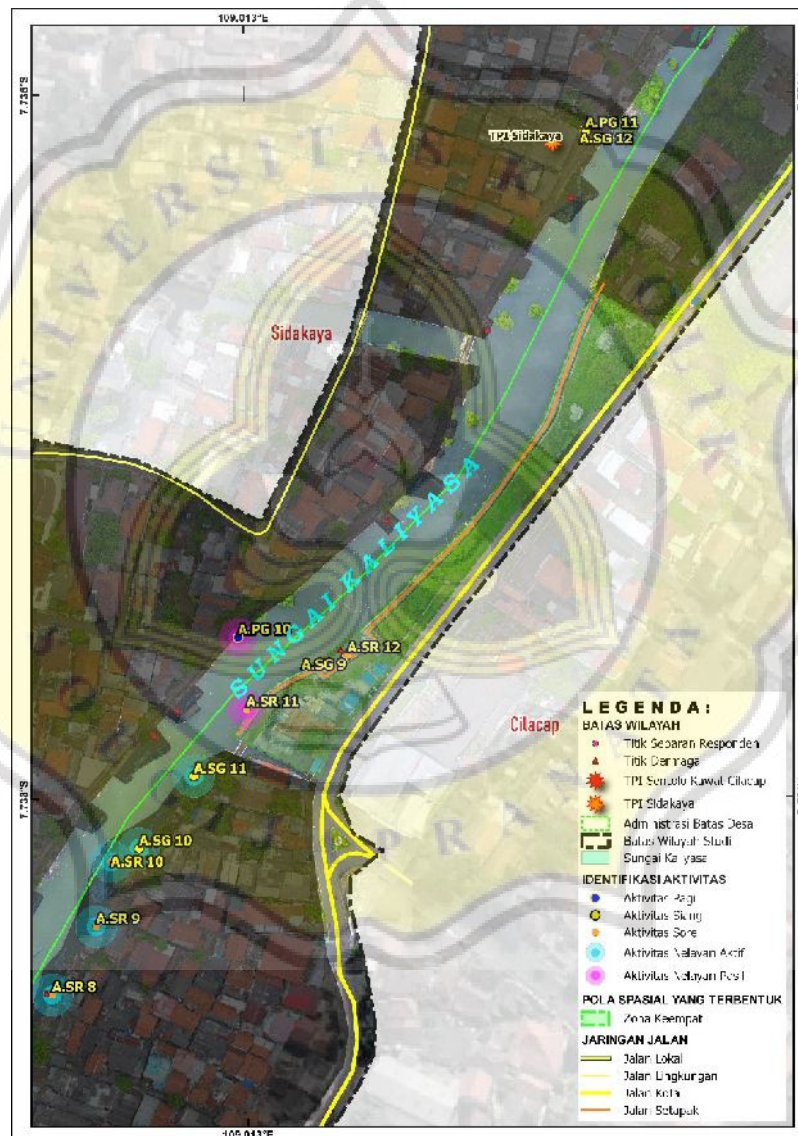 109.013°E
7.736°S
A.PG 11
TPI Sidakaya
A.SG 12
UNIVERSITAS KATOLIK
Sidakaya
SUNGAI KALIYASA
A.PG 10
A.SR 12
A.SG 9
A.SR 11
Cilacap
A.SG 11
7.738°S
A.SG 10
A.SR 10
A.SR 9
A.SR 8
LEGENDA:
BATAS WILAYAH
Titik Sebaran Responden
Titik Dermaga
TPI Sentolo Kawat Cilacap
TPI Sidakaya
Administrasi Batas Desa
Batas Wilayah Studi
Sungai Kaliyasa
IDENTIFIKASI AKTIVITAS
Aktivitas Pagi
Aktivitas Siang
Aktivitas Sore
Aktivitas Nelayan Aktif
Aktivitas Nelayan Pasif
POLA SPASIAL YANG TERBENTUK
Zona Keempat
JARINGAN JALAN
Jalan Lokal
Jalan Lingkungan
Jalan Kota
Jalan Setapak
109.013°E